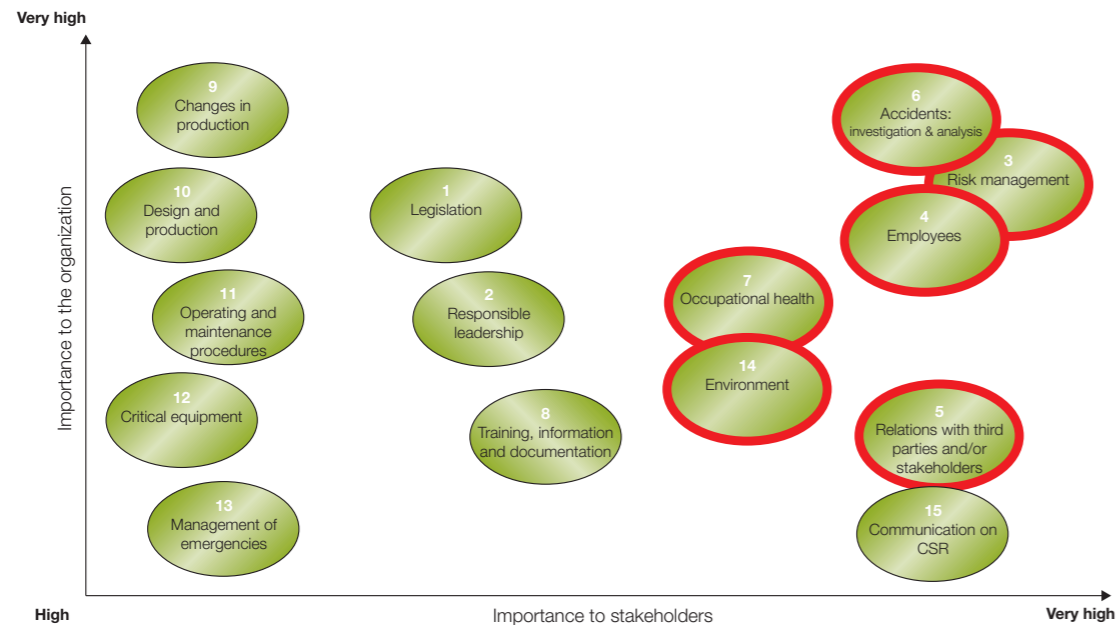 Very high
9
Changes in
production
6
Accidents:
investigation & analysis
3
Risk management
10
Design and
production
1
Legislation
4
Employees
Importance to the organization
11
Operating and
maintenance
procedures
2
Responsible
leadership
7
Occupational health
14
Environment
12
Critical equipment
8
Training, information
and documentation
5
Relations with third
parties and/or
stakeholders
13
Management of
emergencies
15
Communication on
CSR
High
Importance to stakeholders
Very high